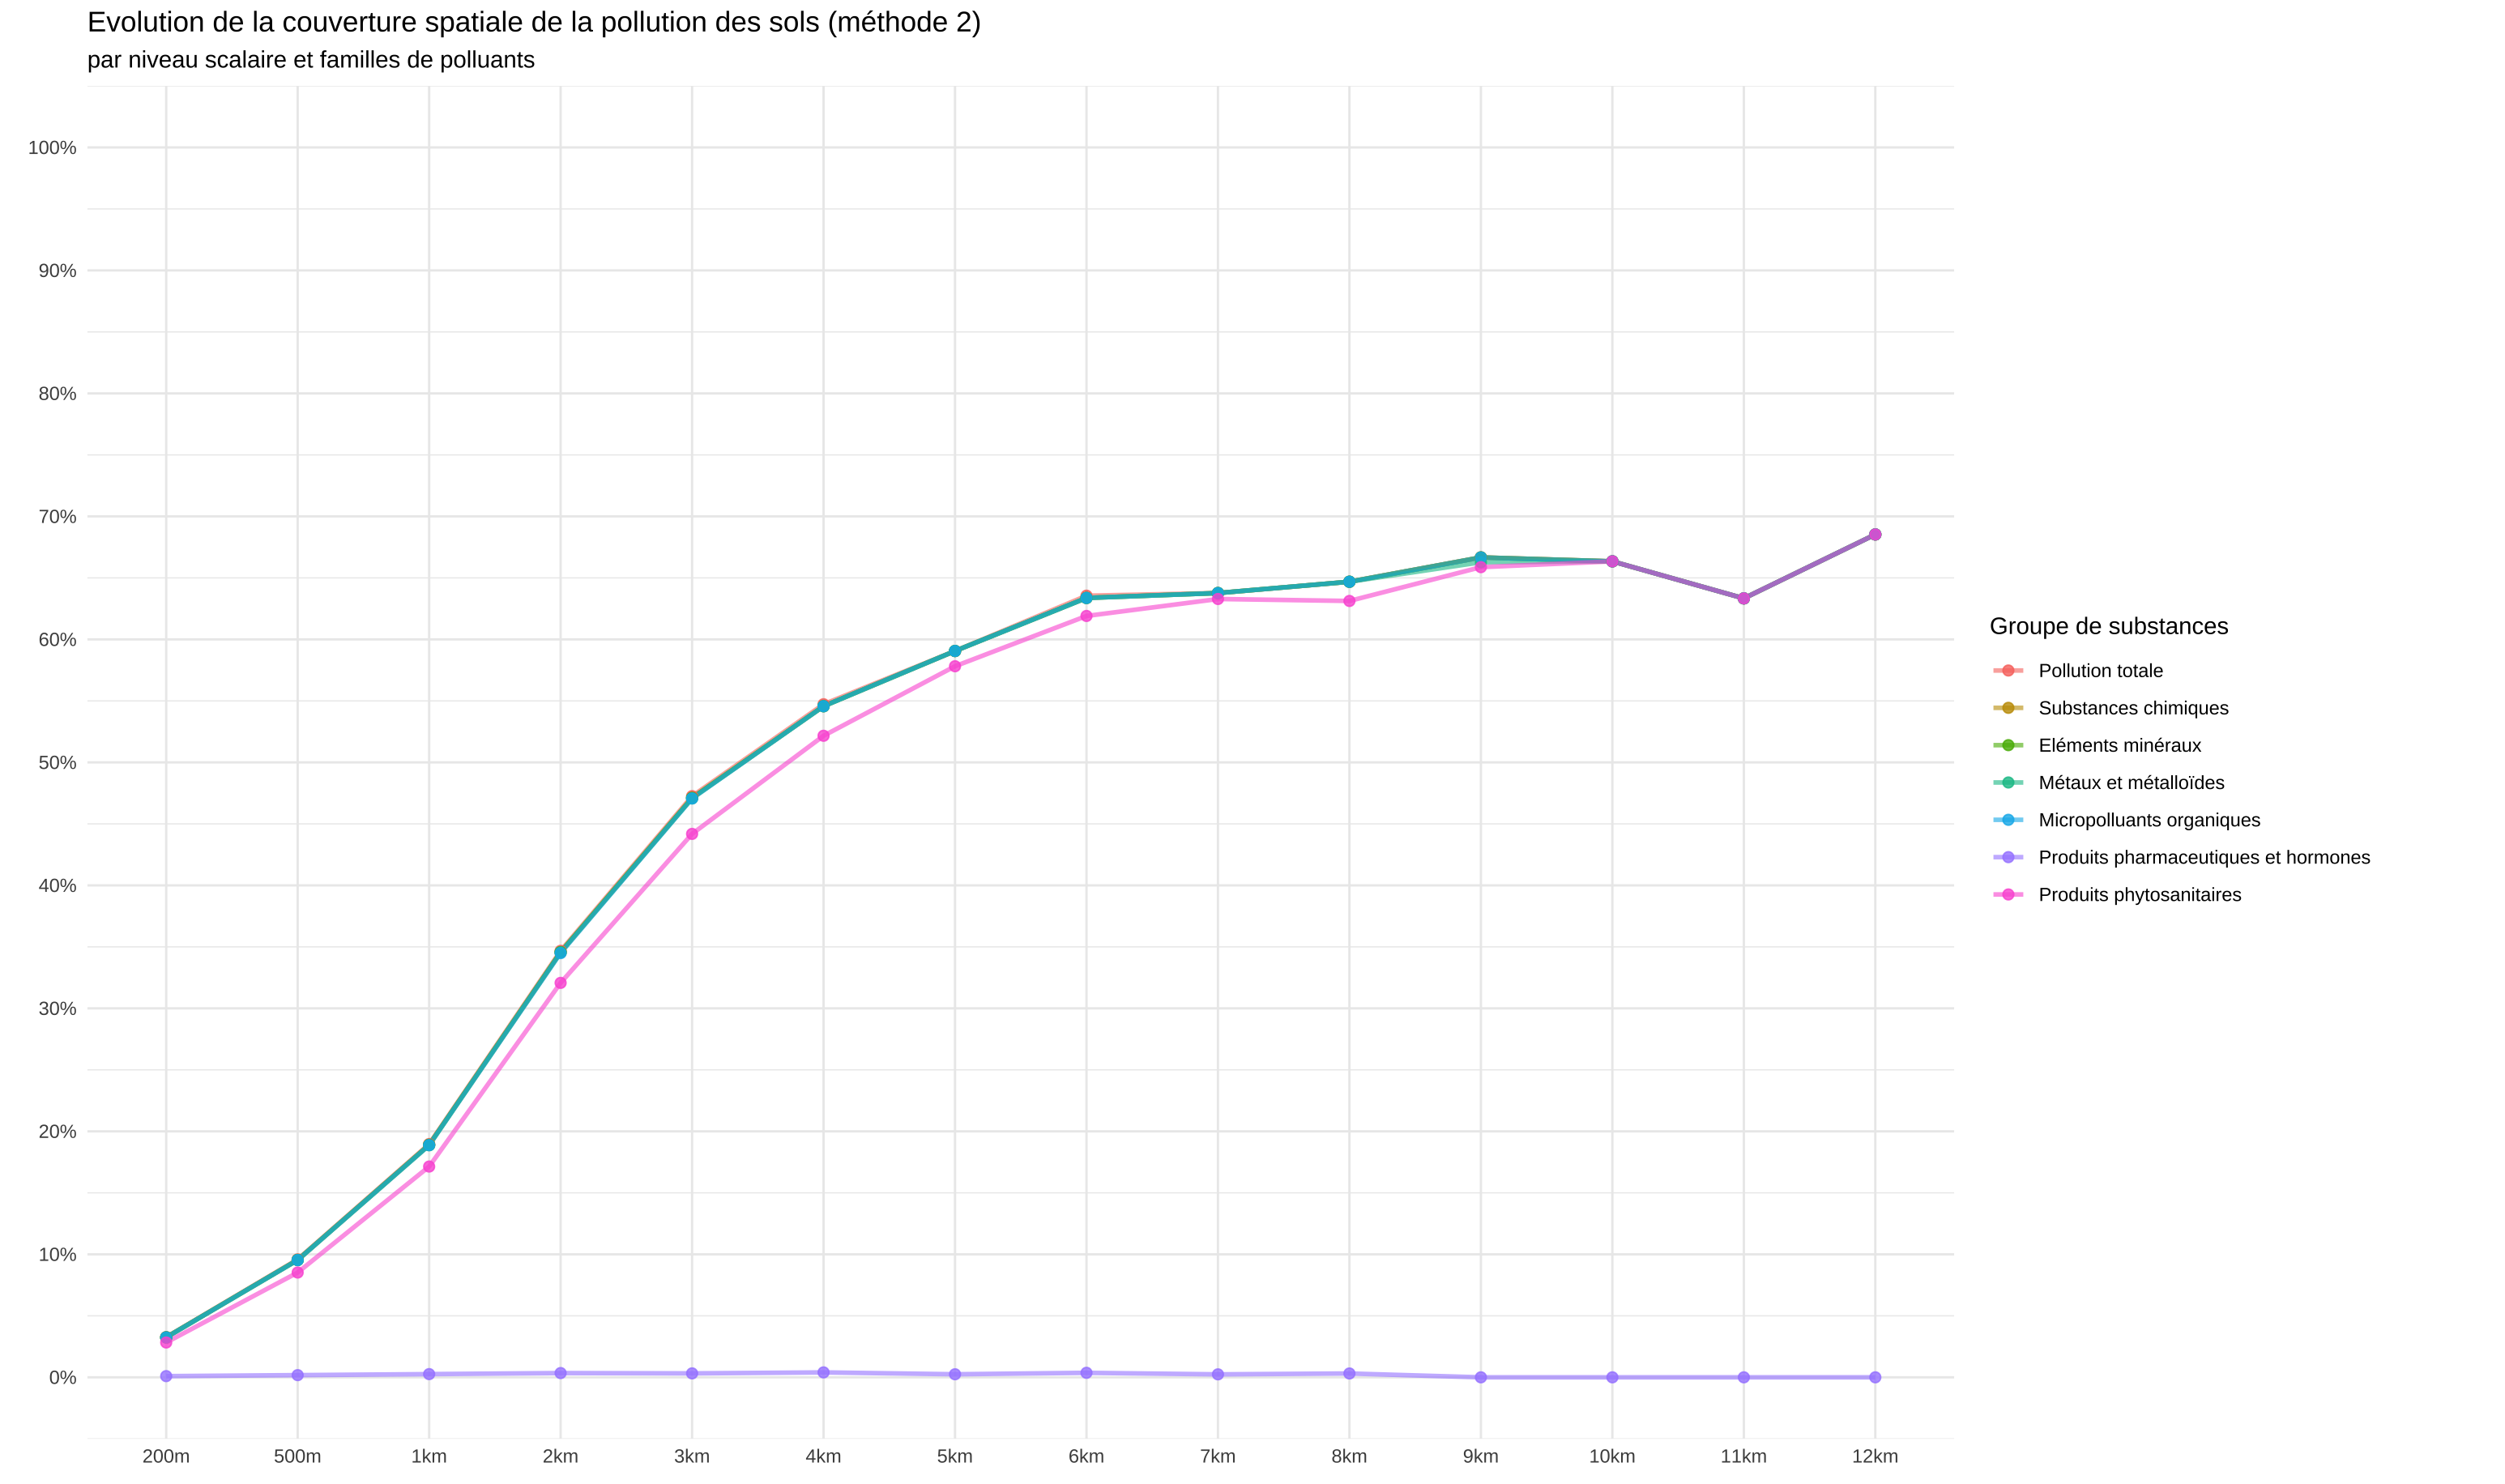 Evolution de la couverture spatiale de la pollution des sols (méthode 2)
par niveau scalaire et familles de polluants
100%
90%
80%
70%
60%
50%
40%
30%
20%
10%
0%
200m 500m 1km 2km 3km 4km 5km 6km 7km 8km 9km 10km 11km 12km
Groupe de substances
Pollution totale
Substances chimiques
Eléments minéraux
Métaux et métalloïdes
Micropolluants organiques
Produits pharmaceutiques et hormones
Produits phytosanitaires